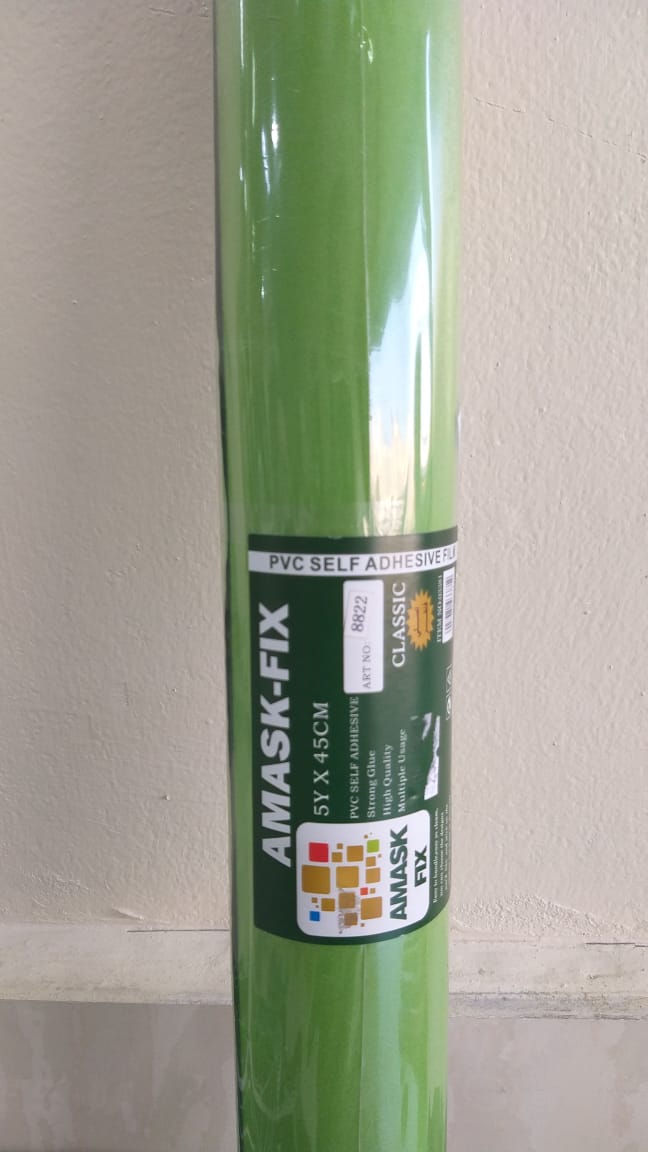 PVC SELF ADHESIVE FILM
AMASK-FIX
5Y X 45CM
ART NO: 8822
CLASSIC
PVC SELF ADHESIVE
Strong Glue
High Quality
Multiple Usage
AMASK
FIX